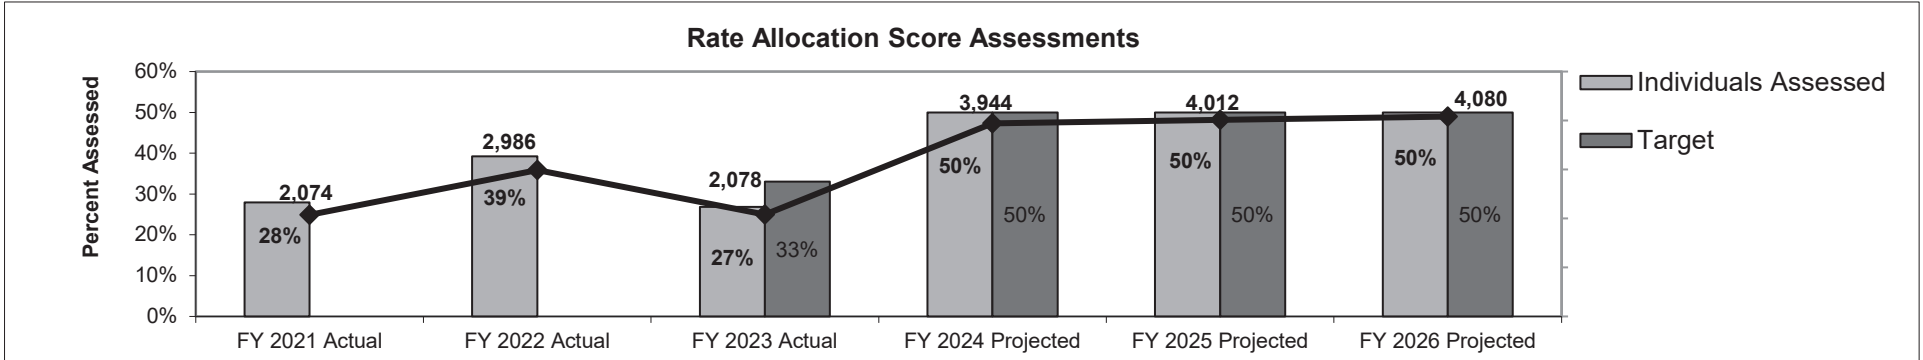 Rate Allocation Score Assessments
Percent Assessed
60%
50%
40%
30%
20%
10%
0%
2,074
2,986
2,078
3,944
4,012
4,080
28%
39%
27%
33%
50%
50%
50%
50%
50%
50%
FY 2021 Actual
FY 2022 Actual
FY 2023 Actual
FY 2024 Projected
FY 2025 Projected
FY 2026 Projected
Individuals Assessed
Target